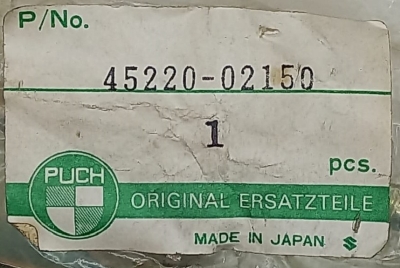 P/No.
45220-02150
1
pcs.
PUCH
ORIGINAL ERSATZTEILE
MADE IN JAPAN